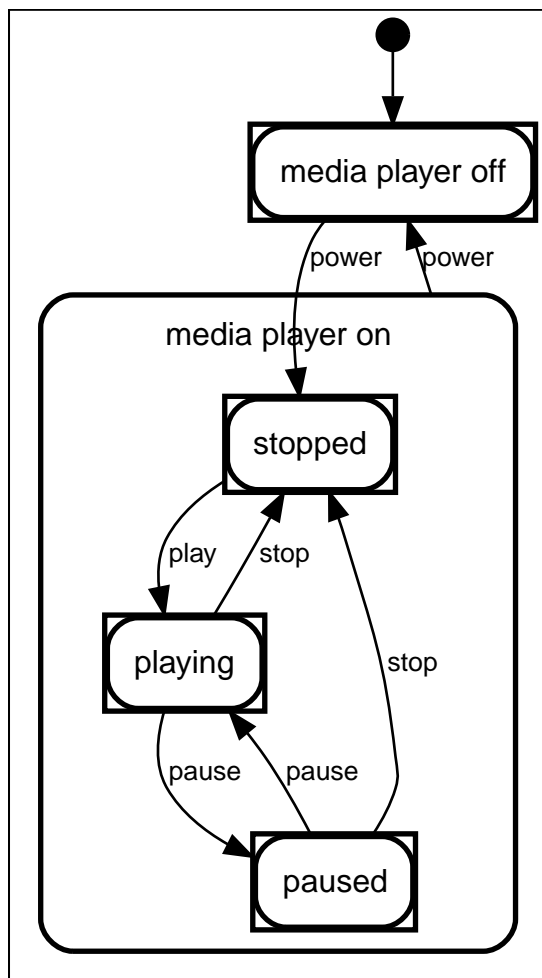 media player off
power
power
media player on
stopped
play
stop
playing
stop
pause
pause
paused